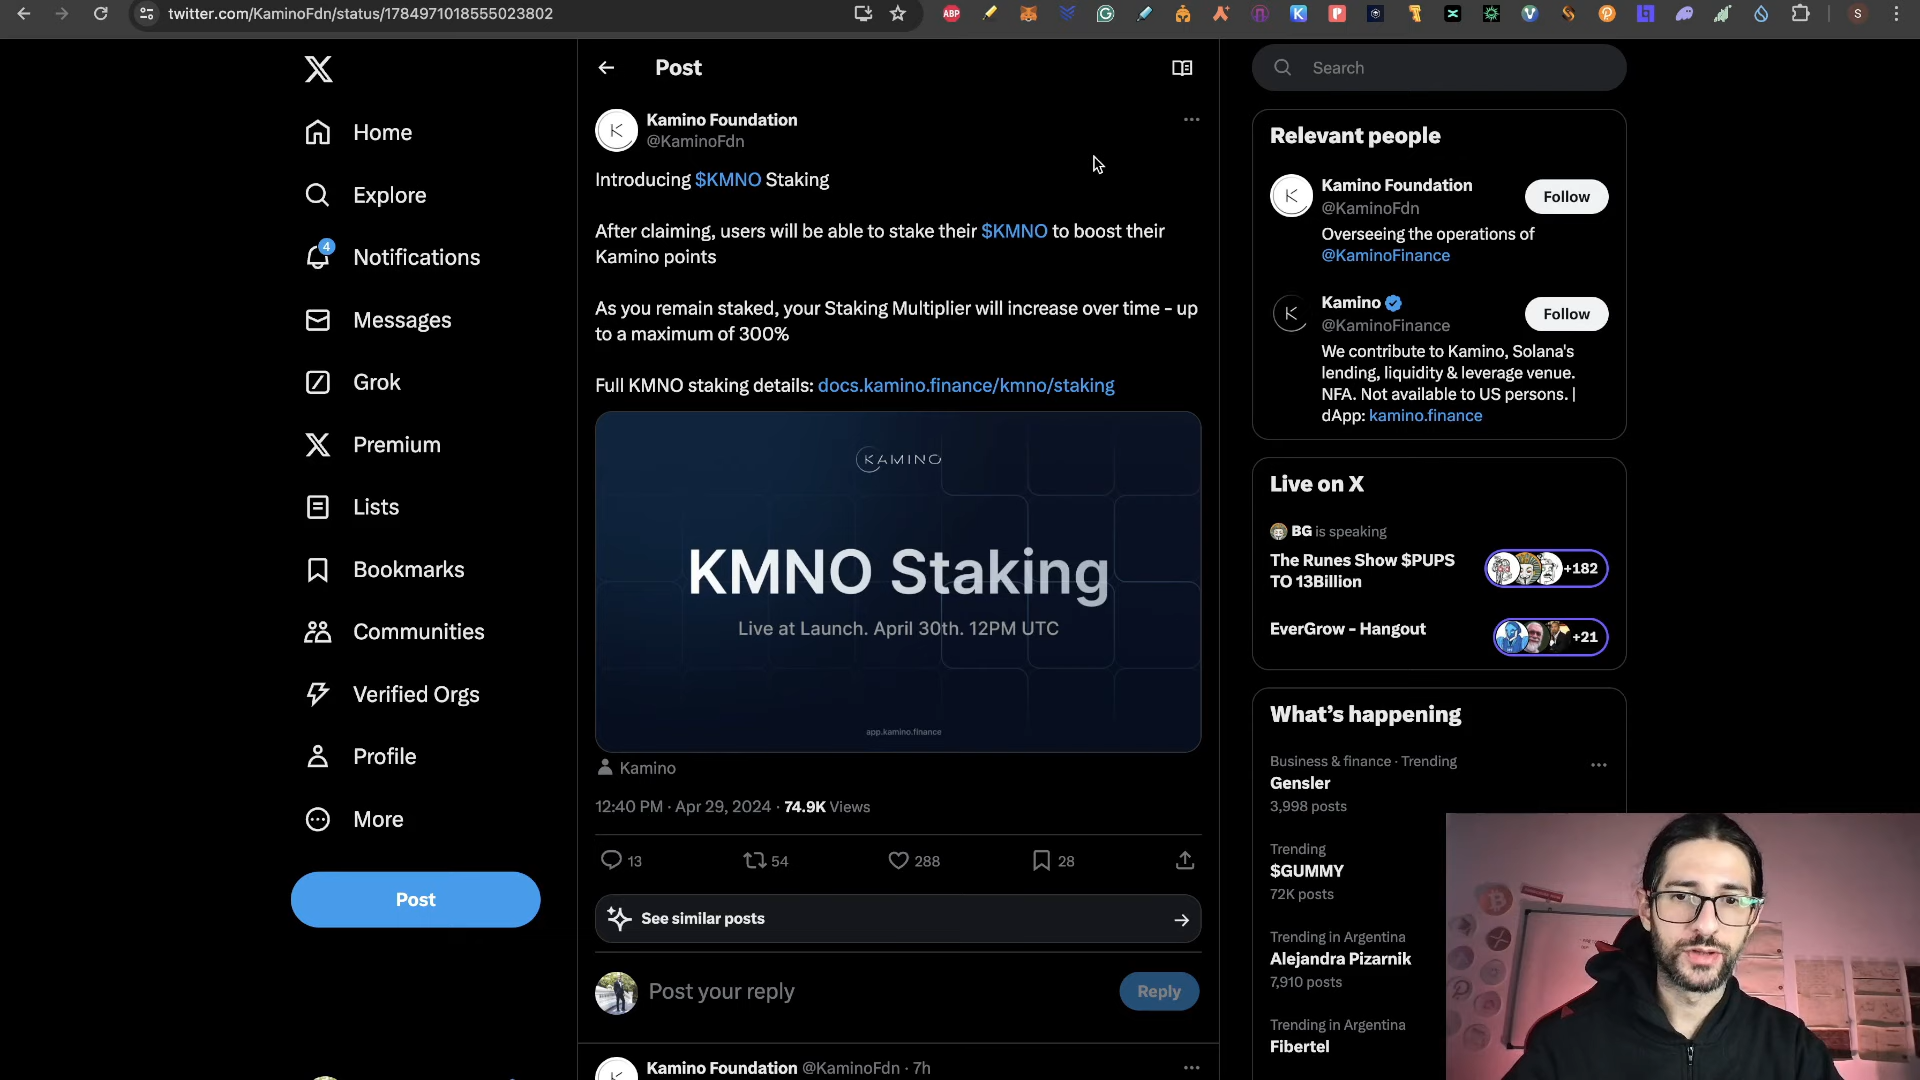 twitter.com/KaminoFdn/status/1784971018555023802
ABP
S
Post
Search
Home
Explore
4
Notifications
Messages
Grok
Premium
Lists
Bookmarks
Communities
Verified Orgs
Profile
More
Post
Kamino Foundation
@KaminoFdn
Introducing $KMNO Staking
After claiming, users will be able to stake their $KMNO to boost their
Kamino points
As you remain staked, your Staking Multiplier will increase over time - up
to a maximum of 300%
Full KMNO staking details: docs.kamino.finance/kmno/staking
KAMINO
KMNO Staking
Live at Launch. April 30th. 12PM UTC
app.kamino.finance
Kamino
12:40 PM · Apr 29, 2024 · 74.9K Views
13
54
288
28
See similar posts
Post your reply
Reply
Kamino Foundation @KaminoFdn · 7h
Relevant people
Kamino Foundation
@KaminoFdn
Follow
Overseeing the operations of
@KaminoFinance
Kamino
@KaminoFinance
Follow
We contribute to Kamino, Solana's
lending, liquidity & leverage venue.
NFA. Not available to US persons. |
dApp: kamino.finance
Live on X
BG is speaking
The Runes Show $PUPS
TO 13Billion
+182
EverGrow - Hangout
+21
What's happening
Business & finance · Trending
Gensler
3,998 posts
Trending
$GUMMY
72K posts
Trending in Argentina
Alejandra Pizarnik
7,910 posts
Trending in Argentina
Fibertel